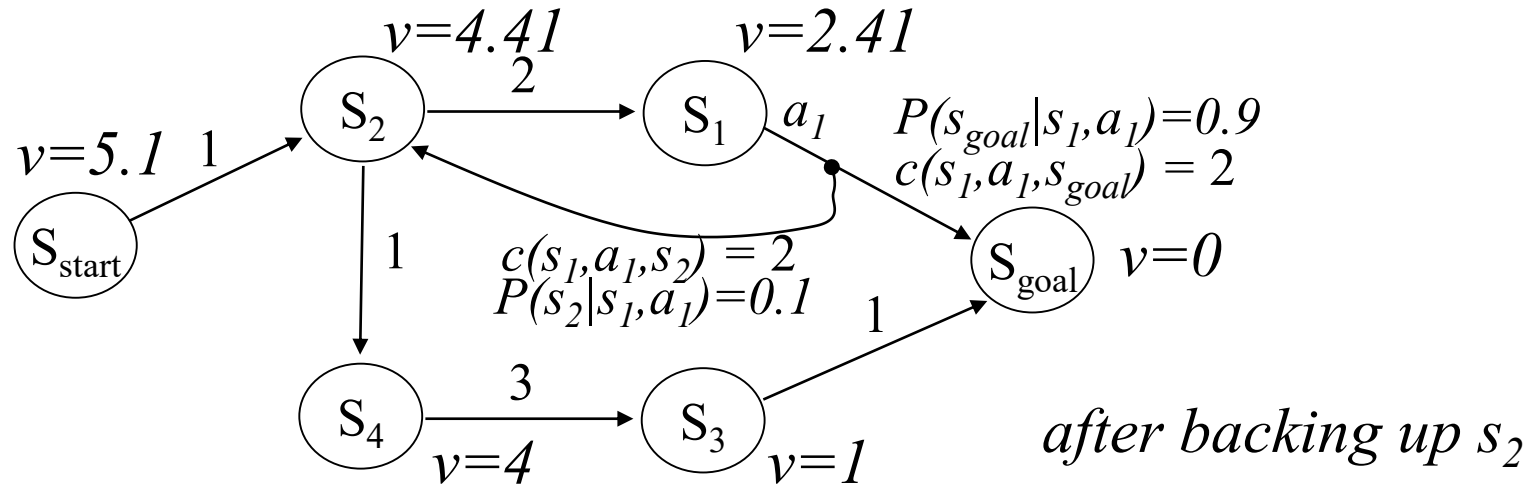 v=4.41
v=2.41
2
S2
S1
a1
P(sgoal|s1,a1)=0.9
c(s1,a1,sgoal) = 2
v=5.1
1
Sstart
1
c(s1,a1,s2) = 2
P(s2|s1,a1)=0.1
Sgoal
v=0
1
3
S4
S3
v=4
v=1
after backing up s2